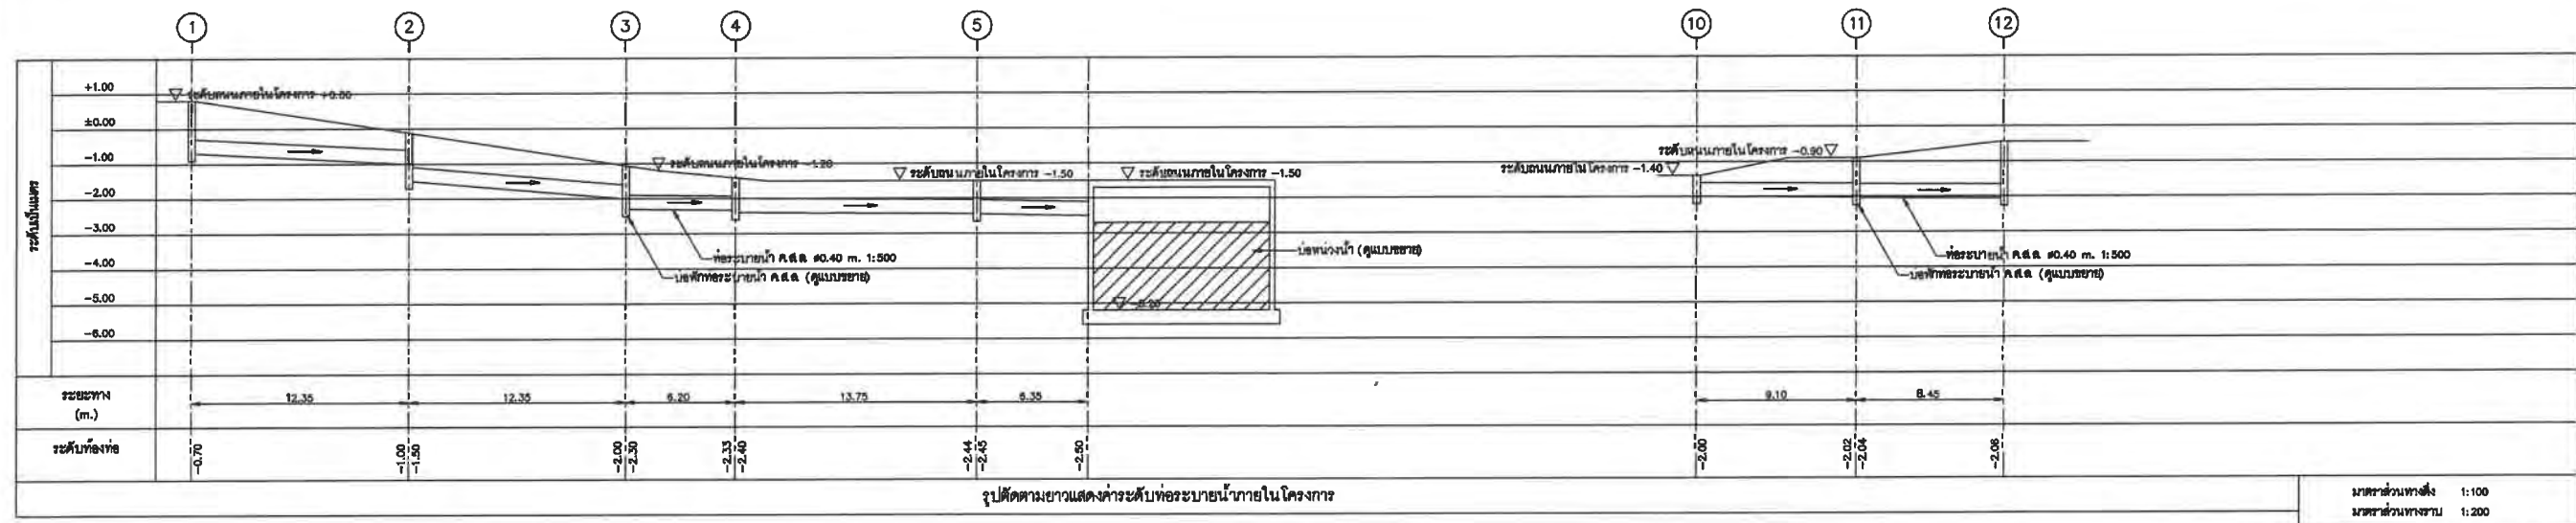 1 2 3 4 5 10 11 12
ระดับเป็นเมตร
+1.00
±0.00
-1.00
-2.00
-3.00
-4.00
-5.00
-6.00
ระดับถนนภายในโครงการ
ระดับถนนภายในโครงการ -1.20
ระดับถนนภายในโครงการ -1.50
ระดับถนนภายในโครงการ -1.50
ระดับถนนภายในโครงการ -1.40
ระดับถนนภายในโครงการ -0.90
ท่อระบายน้ำ ค.ส.ล. ø0.40 m. 1:500
บ่อพักท่อระบายน้ำ ค.ส.ล. (ดูแบบขยาย)
บ่อหน่วงน้ำ (ดูแบบขยาย)
-5.20
ท่อระบายน้ำ ค.ส.ล. ø0.40 m. 1:500
บ่อพักท่อระบายน้ำ ค.ส.ล. (ดูแบบขยาย)
ระยะทาง
(m.)
12.35 12.35 6.20 13.75 6.35 9.10 8.45
ระดับท้องท่อ
-0.70 -1.00 -1.50 -2.00 -2.30 -2.33 -2.40 -2.44 -2.45 -2.50 -2.00 -2.02 -2.04 -2.06
รูปตัดตามยาวแสดงค่าระดับท่อระบายน้ำภายในโครงการ
มาตราส่วนทางดิ่ง 1:100
มาตราส่วนทางราบ 1:200